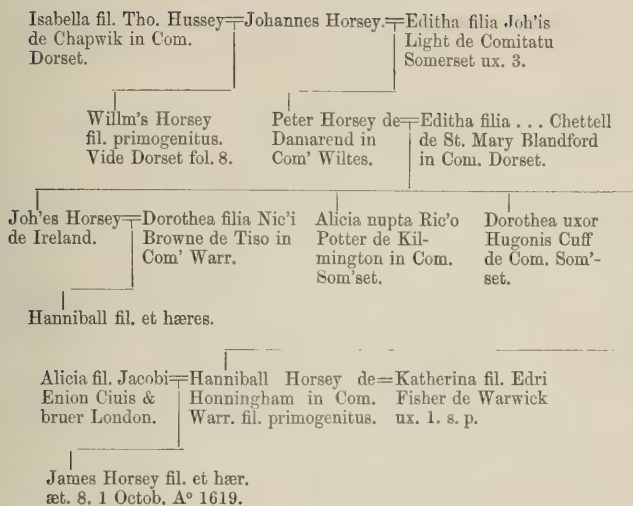 Isabella fil. Tho. Hussey=Johannes Horsey.=Editha filia Joh'is
de Chapwik in Com. Light de Comitatu
Dorset. Somerset ux. 3.
Willm's Horsey Peter Horsey de=Editha filia . . . Chettell
fil. primogenitus. Damarend in de St. Mary Blandford
Vide Dorset fol. 8. Com' Wiltes. in Com. Dorset.
Joh'es Horsey=Dorothea filia Nic'i Alicia nupta Ric'o Dorothea uxor
de Ireland. Browne de Tiso in Potter de Kil- Hugonis Cuff
Com' Warr. mington in Com. de Com. Som'-
Som'set. set.
Hanniball fil. et hæres.
Alicia fil. Jacobi=Hanniball Horsey de=Katherina fil. Edri
Enion Ciuis & Honningham in Com. Fisher de Warwick
bruer London. Warr. fil. primogenitus. ux. 1. s. p.
James Horsey fil. et hær.
æt. 8. 1 Octob. Aº 1619.